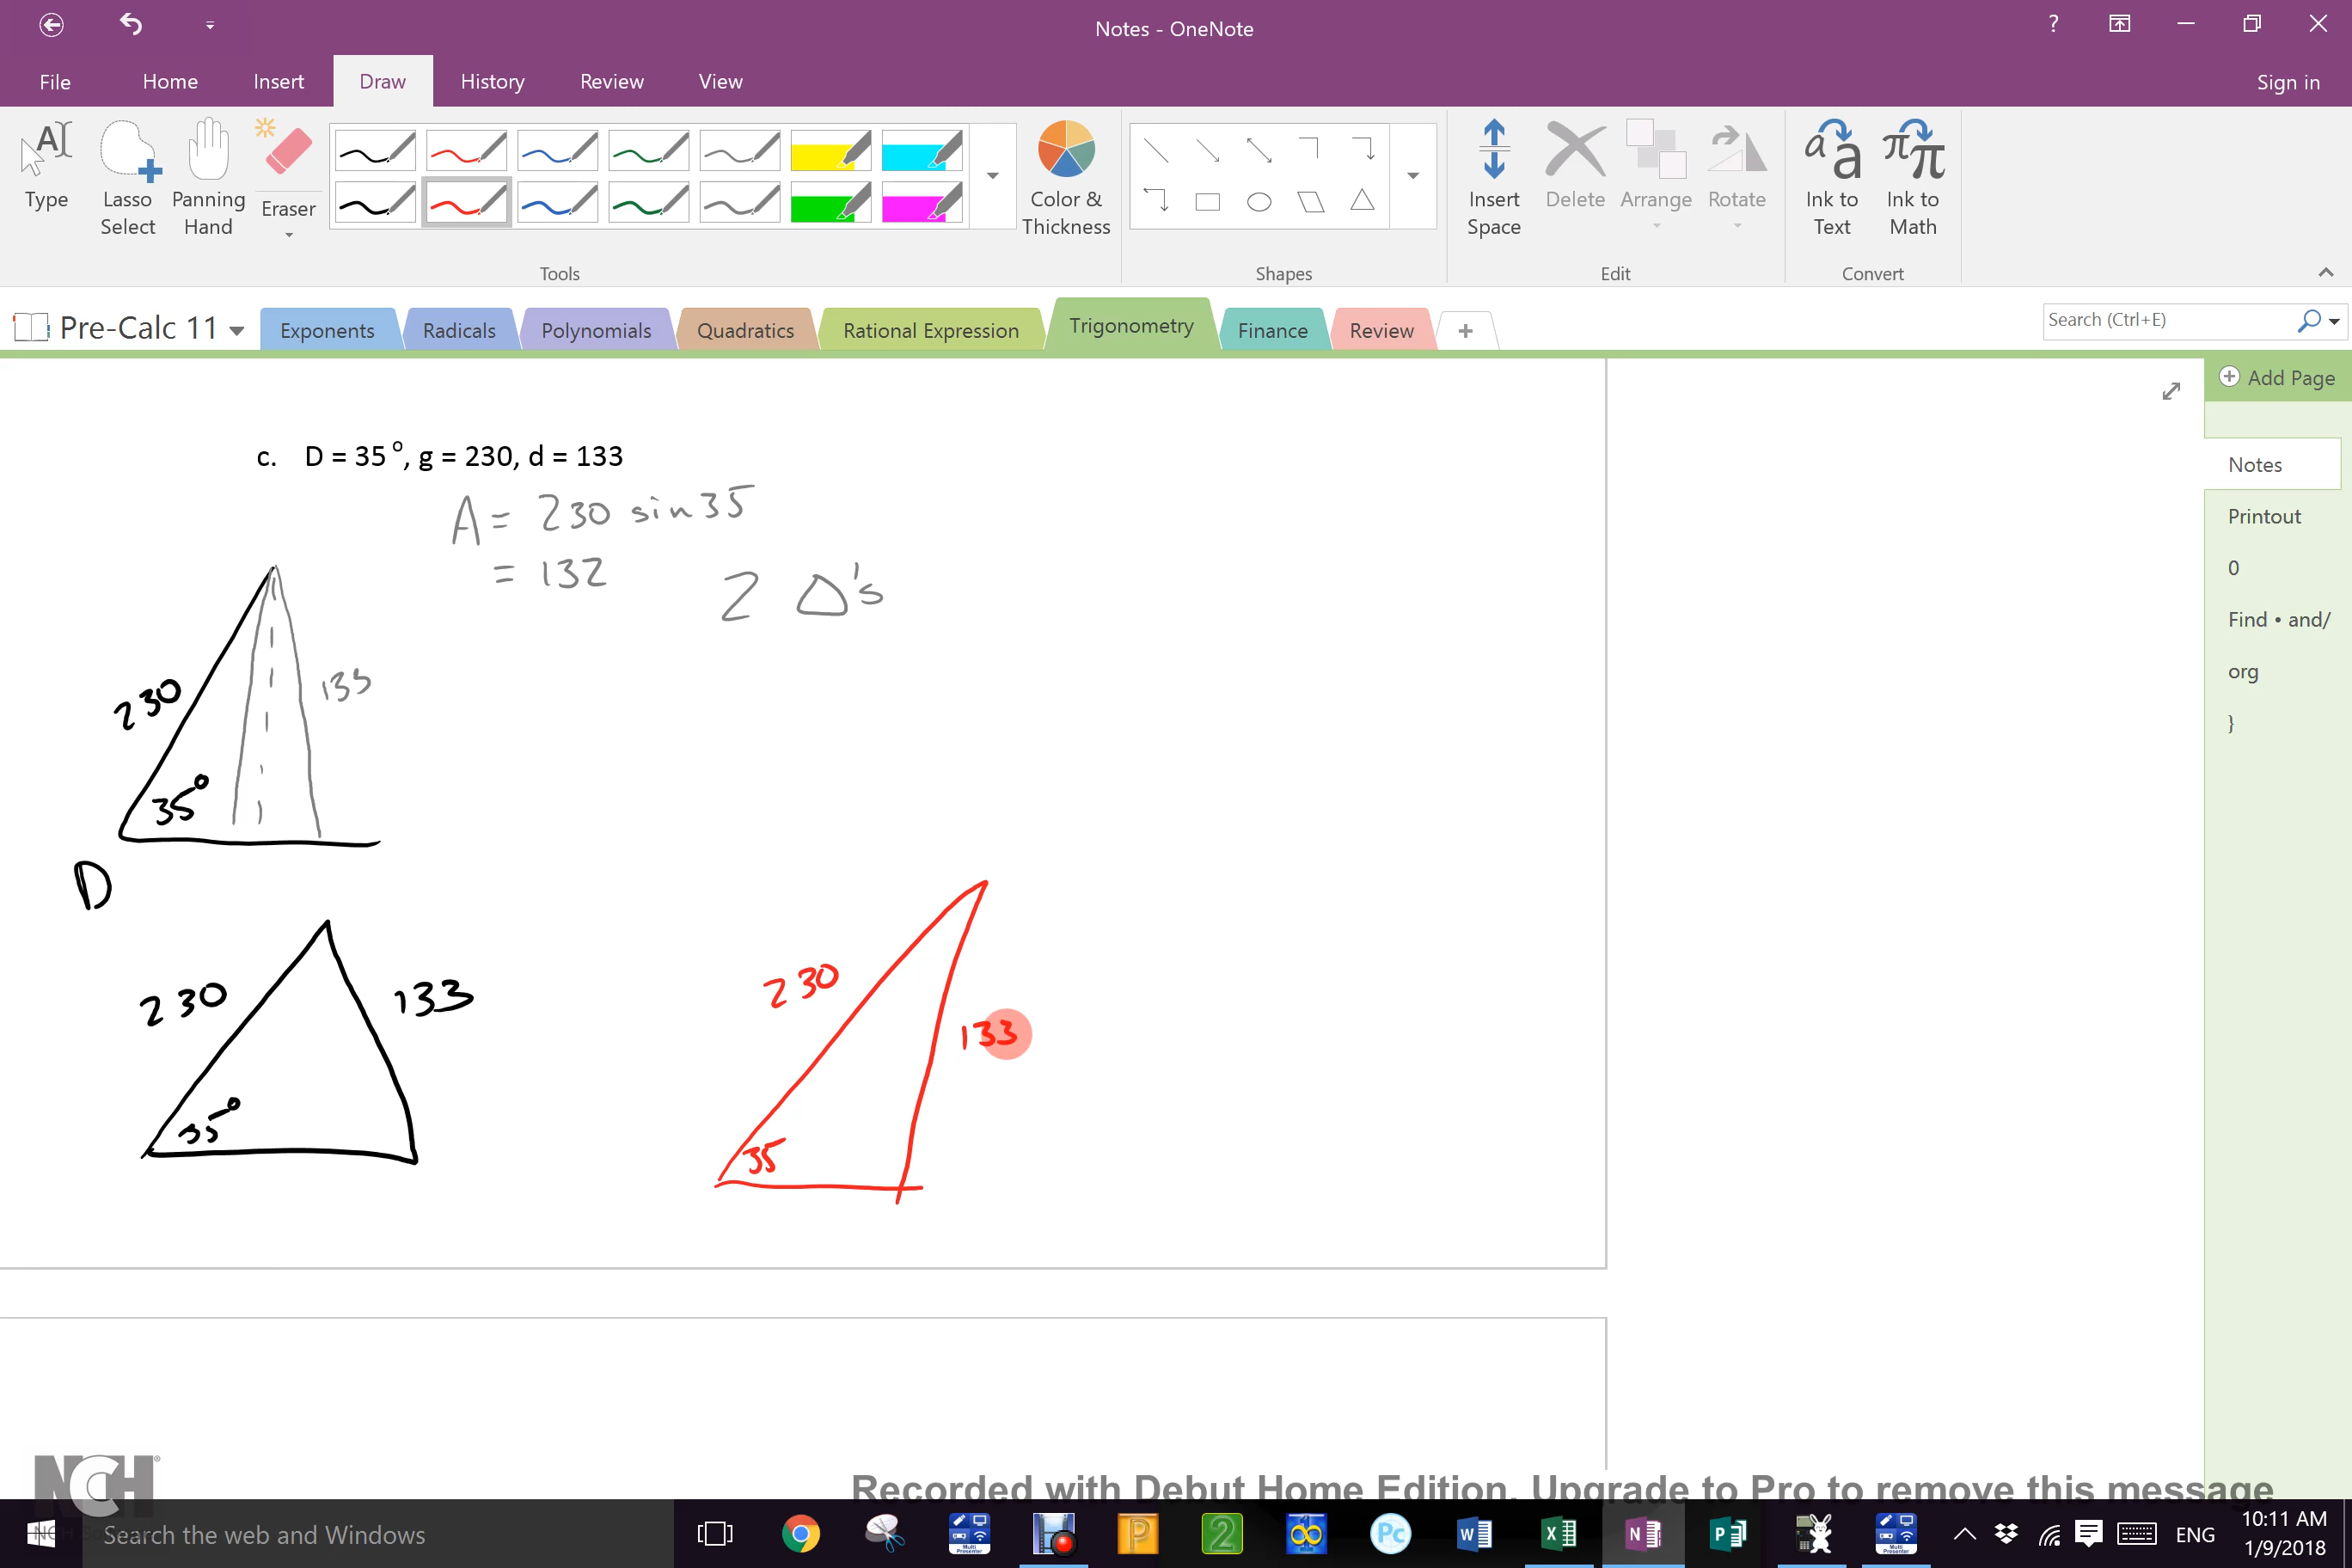 Notes - OneNote
?
File Home Insert Draw History Review View Sign in
Type
Lasso Select
Panning Hand
Eraser
Color & Thickness
Insert Space
Delete
Arrange
Rotate
Ink to Text
Ink to Math
Tools Shapes Edit Convert
Pre-Calc 11 Exponents Radicals Polynomials Quadratics Rational Expression Trigonometry Finance Review + Search (Ctrl+E)
Add Page
Notes
Printout
0
Find • and/
org
}
c. D = 35°, g = 230, d = 133
A = 230 sin 35
= 132
2 Δ's
230
133
35°
D
230
133
35°
230
133
35
NCH
Recorded with Debut Home Edition. Upgrade to Pro to remove this message
Search the web and Windows
ENG
10:11 AM
1/9/2018